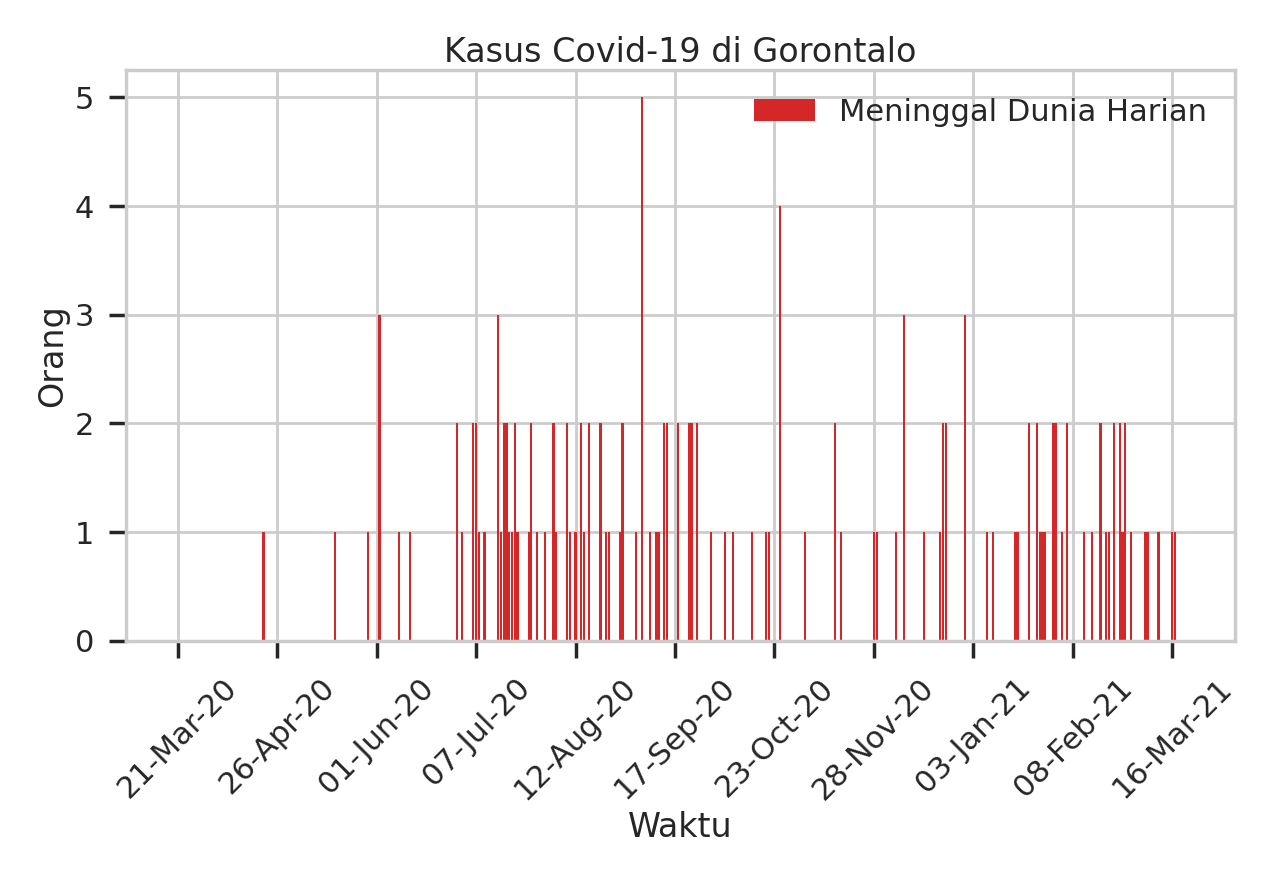 Kasus Covid-19 di Gorontalo
Meninggal Dunia Harian
Orang
5
4
3
2
1
0
21-Mar-20
26-Apr-20
01-Jun-20
07-Jul-20
12-Aug-20
17-Sep-20
23-Oct-20
28-Nov-20
03-Jan-21
08-Feb-21
16-Mar-21
Waktu